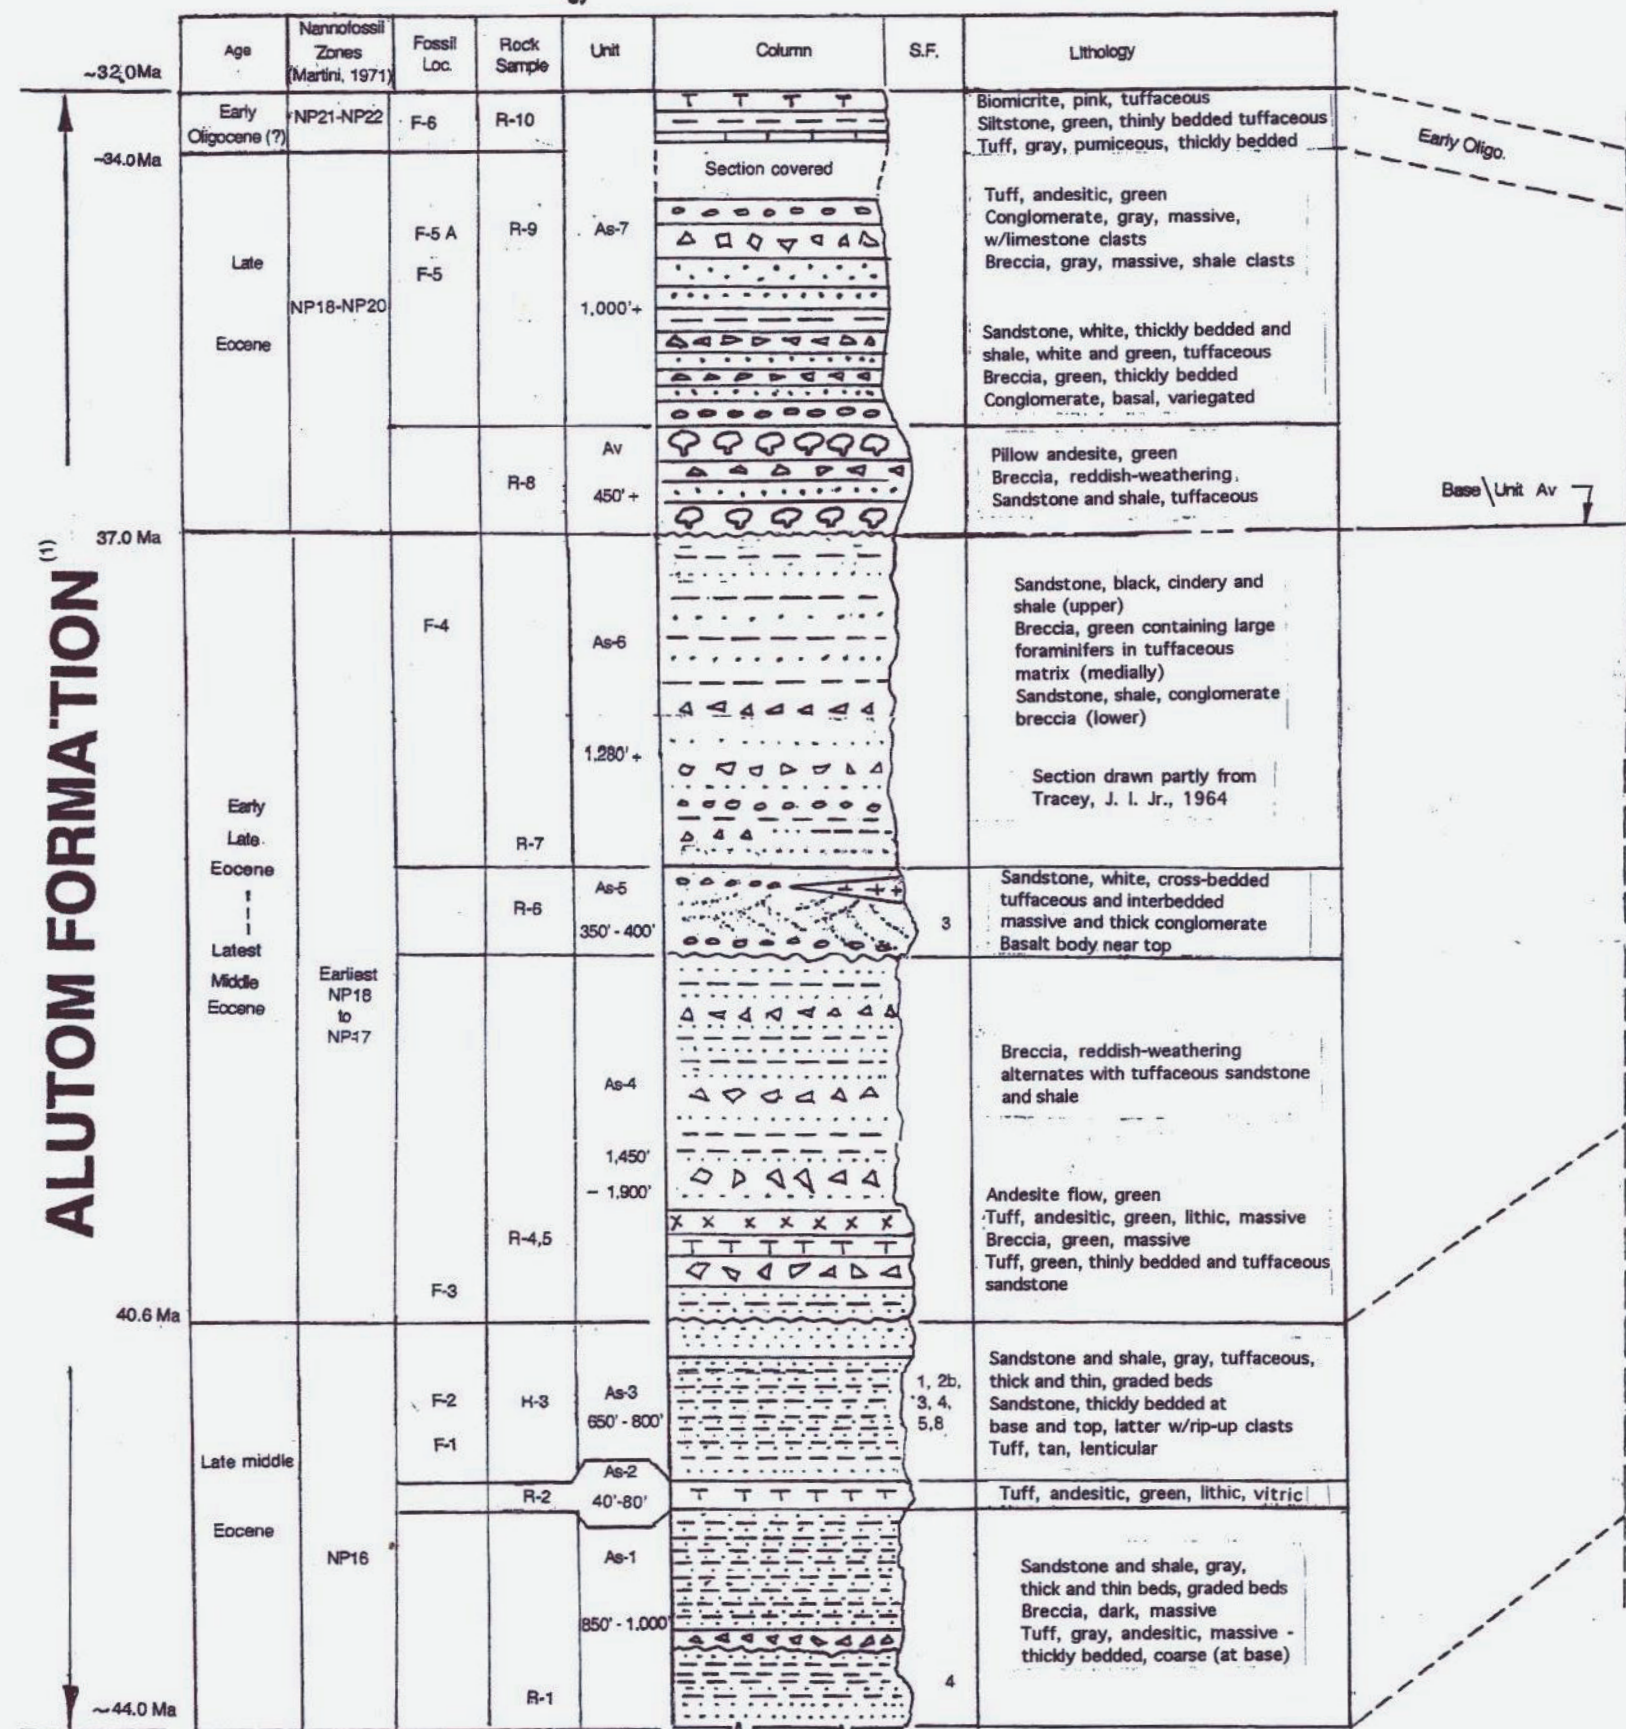 Age
Nannofossil
Zones
(Martini, 1971)
Fossil
Loc.
Rock
Sample
Unit
Column
S.F.
Lithology
~32.0Ma
Early
Oligocene (?)
NP21-NP22
F-6
R-10
Biomicrite, pink, tuffaceous
Siltstone, green, thinly bedded tuffaceous
Tuff, gray, pumiceous, thickly bedded
Early Oligo.
-34.0Ma
Section covered
Late
Eocene
NP18-NP20
F-5 A
F-5
R-9
As-7
1,000'+
Tuff, andesitic, green
Conglomerate, gray, massive,
w/limestone clasts
Breccia, gray, massive, shale clasts
Sandstone, white, thickly bedded and
shale, white and green, tuffaceous
Breccia, green, thickly bedded
Conglomerate, basal, variegated
R-8
Av
450' +
Pillow andesite, green
Breccia, reddish-weathering.
Sandstone and shale, tuffaceous
Base\Unit Av
37.0 Ma
ALUTOM FORMATION (1)
F-4
As-6
1,280' +
R-7
Sandstone, black, cindery and
shale (upper)
Breccia, green containing large
foraminifers in tuffaceous
matrix (medially)
Sandstone, shale, conglomerate
breccia (lower)
Section drawn partly from
Tracey, J. I. Jr., 1964
Early
Late
Eocene
Latest
Middle
Eocene
Earliest
NP18
to
NP17
R-6
As-5
350' - 400'
3
Sandstone, white, cross-bedded
tuffaceous and interbedded
massive and thick conglomerate
Basalt body near top
As-4
1,450'
- 1,900'
Breccia, reddish-weathering
alternates with tuffaceous sandstone
and shale
R-4,5
F-3
Andesite flow, green
Tuff, andesitic, green, lithic, massive
Breccia, green, massive
Tuff, green, thinly bedded and tuffaceous
sandstone
40.6 Ma
Late middle
Eocene
NP16
F-2
F-1
R-3
As-3
650' - 800'
1, 2b,
3, 4,
5,8
Sandstone and shale, gray, tuffaceous,
thick and thin, graded beds
Sandstone, thickly bedded at
base and top, latter w/rip-up clasts
Tuff, tan, lenticular
R-2
As-2
40'-80'
Tuff, andesitic, green, lithic, vitric
As-1
850' - 1.000'
R-1
4
Sandstone and shale, gray,
thick and thin beds, graded beds
Breccia, dark, massive
Tuff, gray, andesitic, massive -
thickly bedded, coarse (at base)
~44.0 Ma